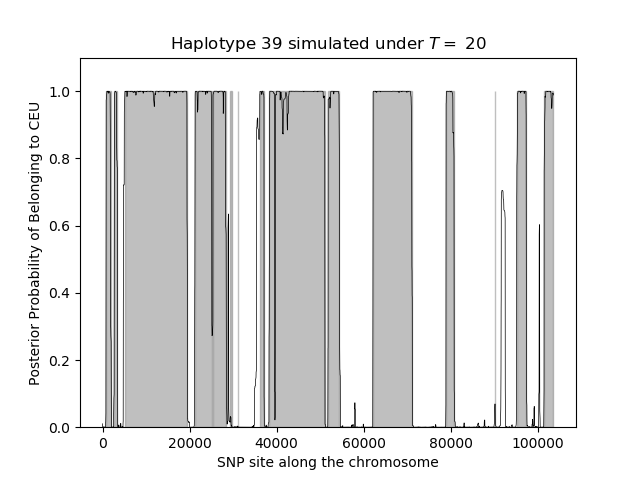 Haplotype 39 simulated under T = 20
Posterior Probability of Belonging to CEU
1.0
0.8
0.6
0.4
0.2
0.0
0 20000 40000 60000 80000 100000
SNP site along the chromosome